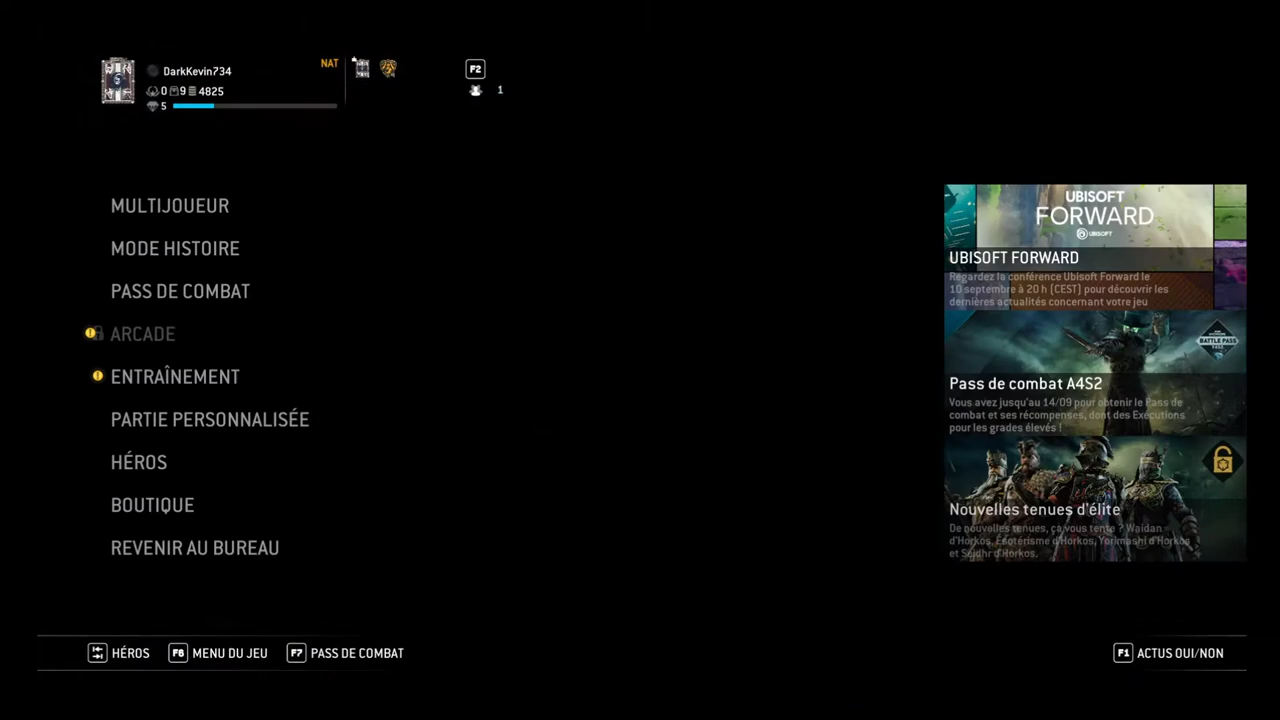 DarkKevin734
NAT
F2
0 9 4825
1
5
MULTIJOUEUR
MODE HISTOIRE
PASS DE COMBAT
ARCADE
ENTRAÎNEMENT
PARTIE PERSONNALISÉE
HÉROS
BOUTIQUE
REVENIR AU BUREAU
UBISOFT
FORWARD
UBISOFT
UBISOFT FORWARD
Regardez la conférence Ubisoft Forward le
10 septembre à 20 h (CEST) pour découvrir les
dernières actualités concernant votre jeu
BATTLE PASS
Pass de combat A4S2
Vous avez jusqu'au 14/09 pour obtenir le Pass de
combat et ses récompenses, dont des Exécutions
pour les grades élevés !
Nouvelles tenues d'élite
De nouvelles tenues, ça vous tente ? Waidan
d'Horkos, Ésotérisme d'Horkos, Yorimashi d'Horkos
et Seidhr d'Horkos.
HÉROS
F6 MENU DU JEU
F7 PASS DE COMBAT
F1 ACTUS OUI/NON